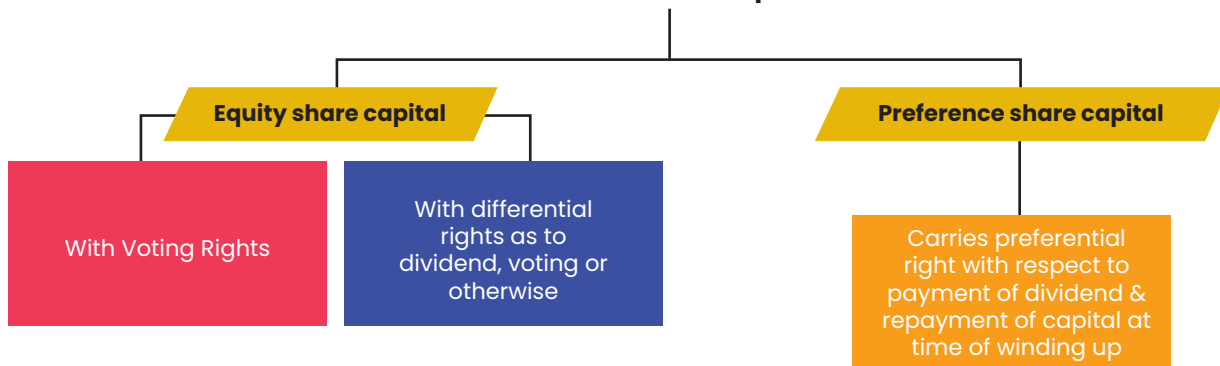 Equity share capital
Preference share capital
With Voting Rights
With differential
rights as to
dividend, voting or
otherwise
Carries preferential
right with respect to
payment of dividend &
repayment of capital at
time of winding up